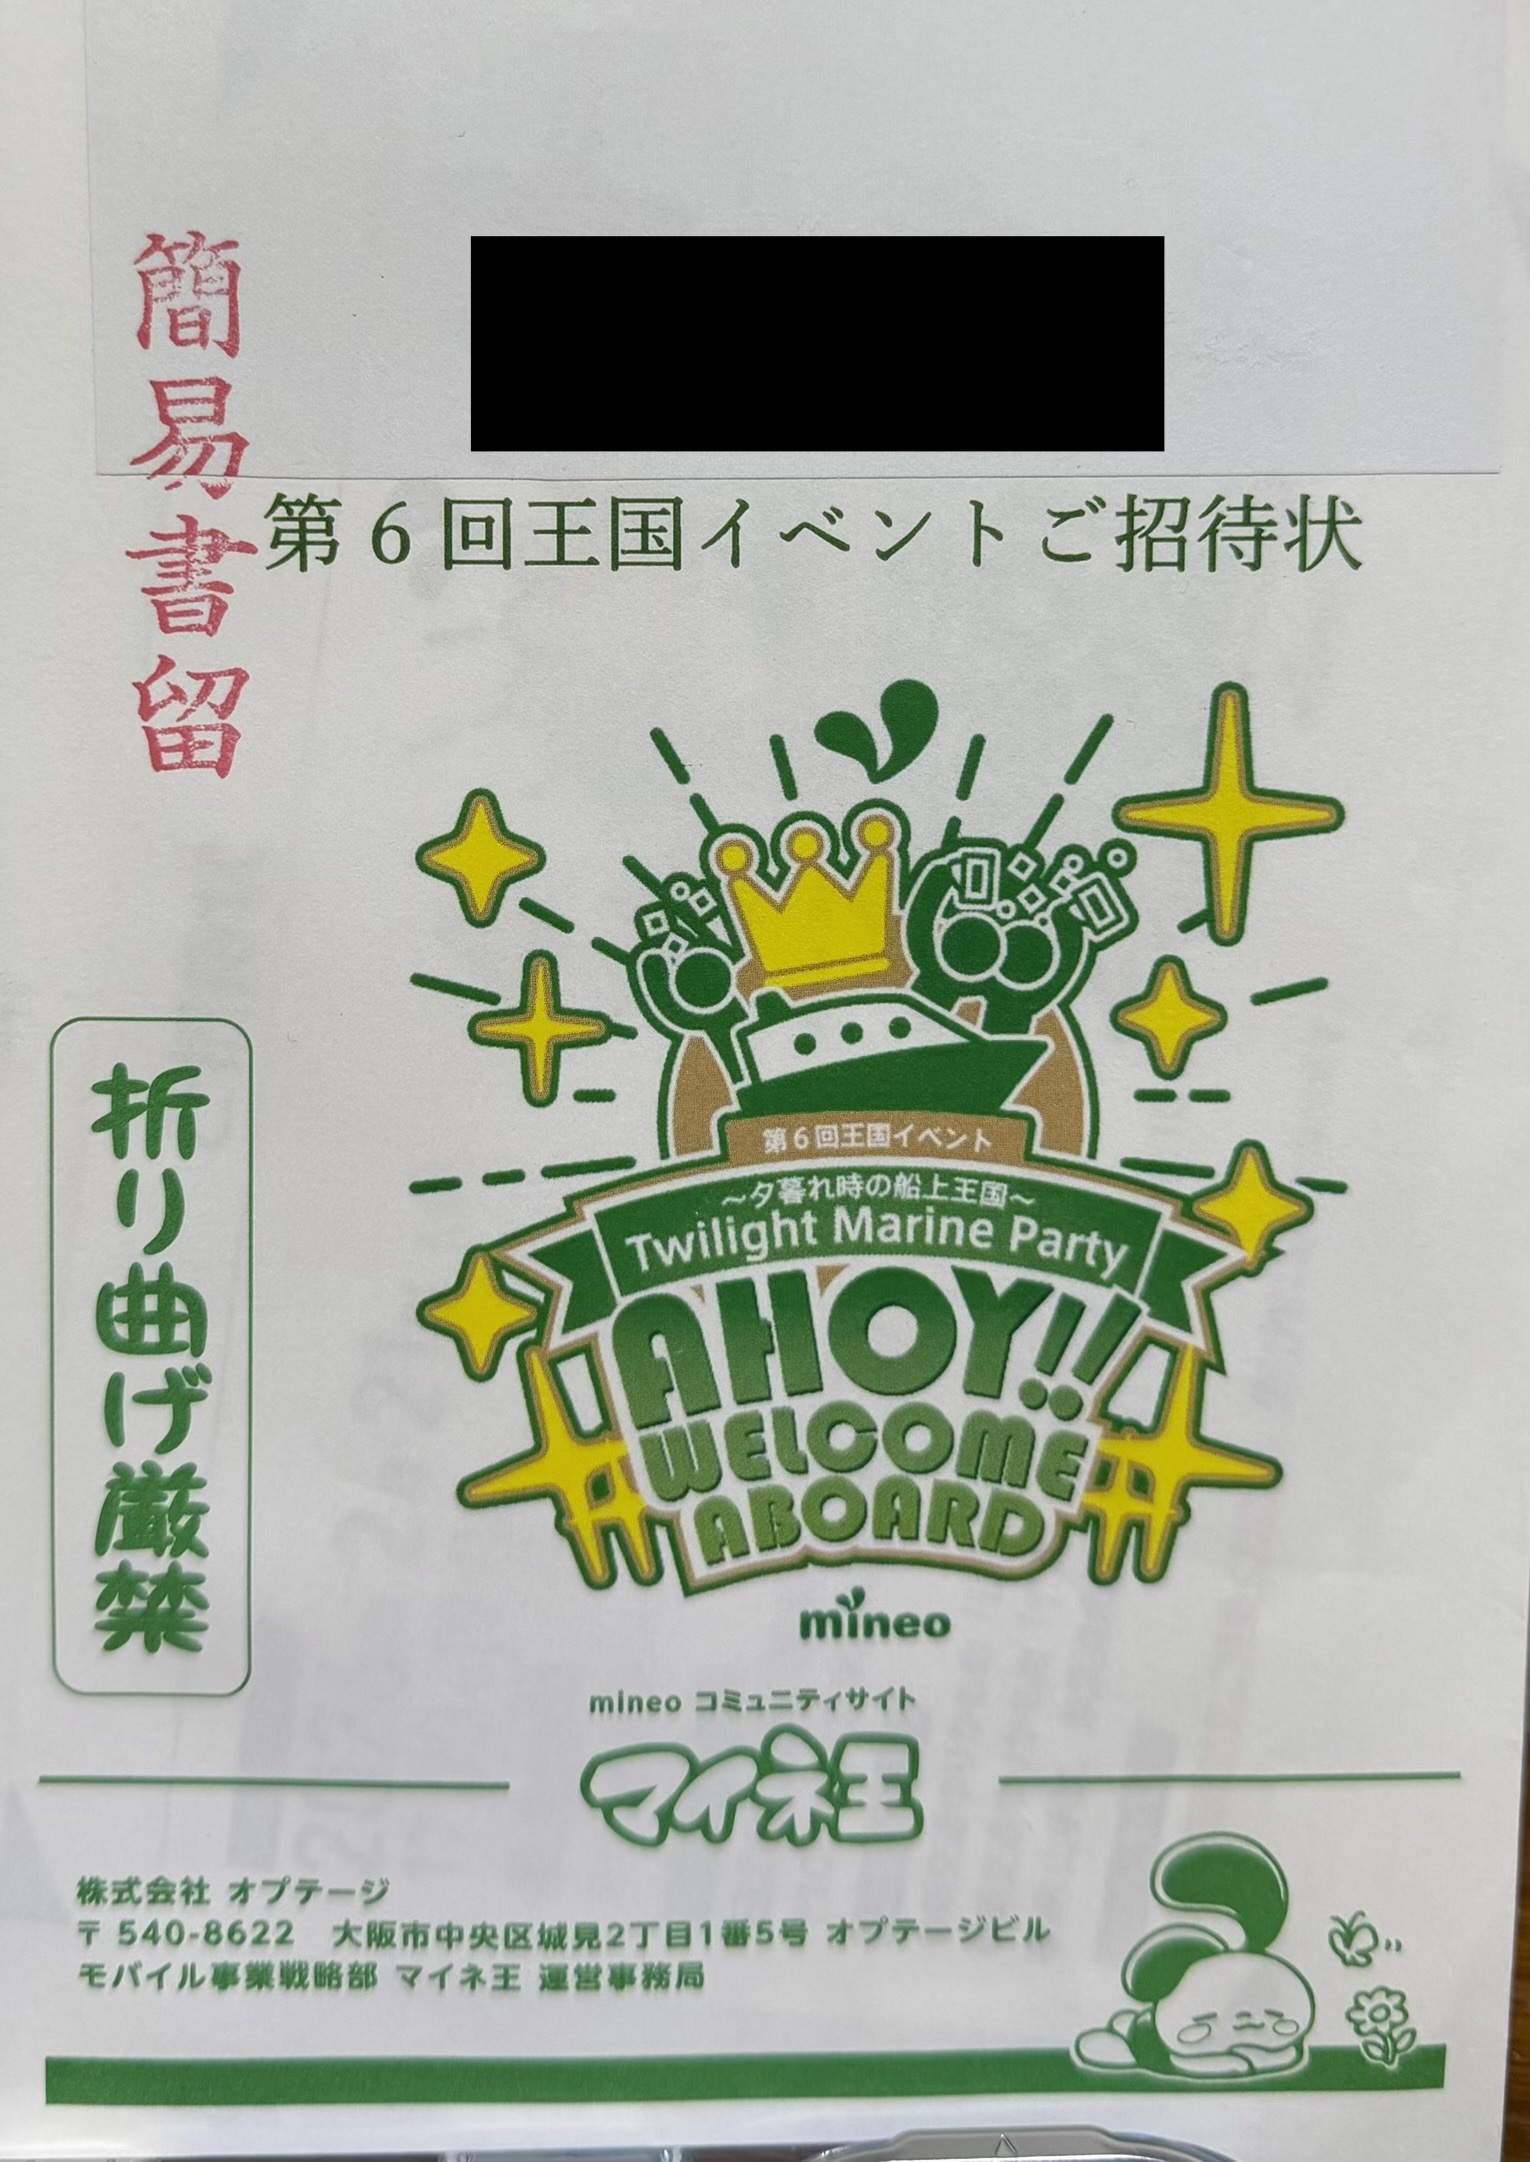 簡易書留
第6回王国イベントご招待状
折り曲げ厳禁
第6回王国イベント
~夕暮れ時の船上王国~
Twilight Marine Party
AHOY!!
WELCOME
ABOARD
mineo
mineo コミュニティサイト
マイネ王
株式会社 オプテージ
〒540-8622 大阪市中央区城見2丁目1番5号 オプテージビル
モバイル事業戦略部 マイネ王 運営事務局